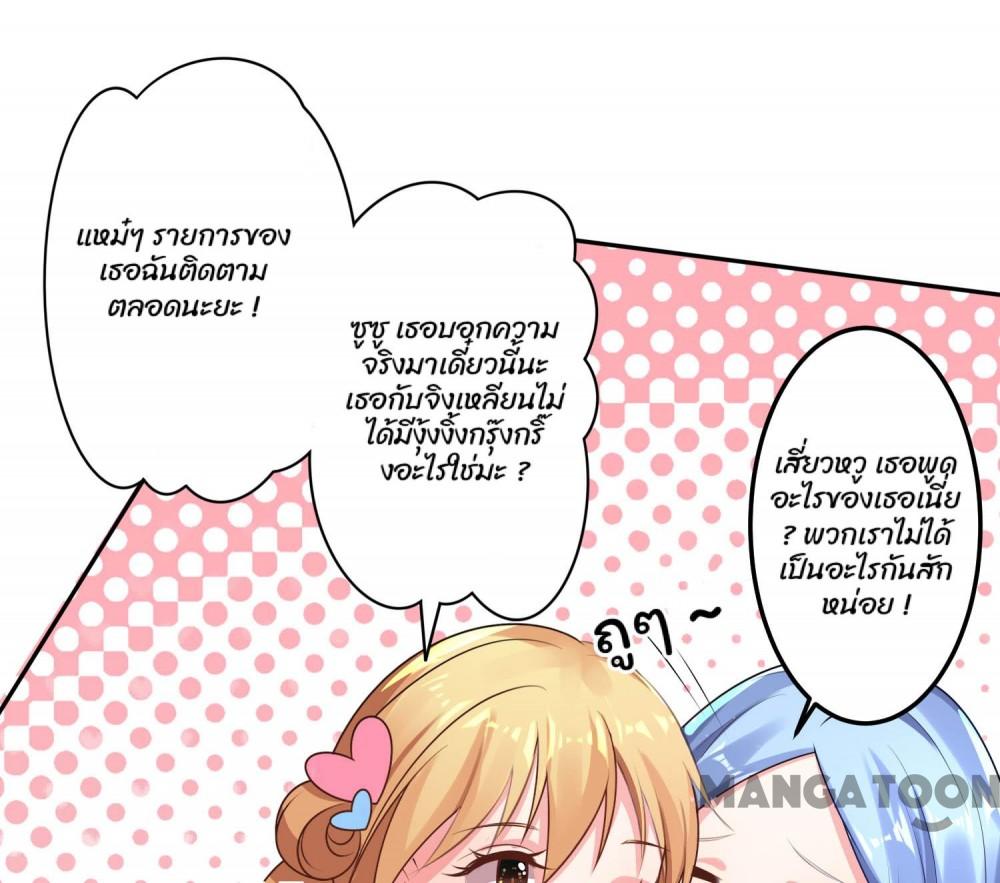 แหม๋ๆ รายการของ
เธอฉันติดตาม
ตลอดนะยะ !
ซูซู เธอบอกความ
จริงมาเดี๋ยวนี้นะ
เธอกับจิงเหลียนไม่
ได้มีงุ้งงิ้งกรุ๊งกริ๊
งอะไรใช่มะ ?
เสี่ยวหวู เธอพูด
อะไรของเธอเนี่ย
? พวกเราไม่ได้
เป็นอะไรกันสัก
หน่อย !
ถูๆ ~
MANGATOON